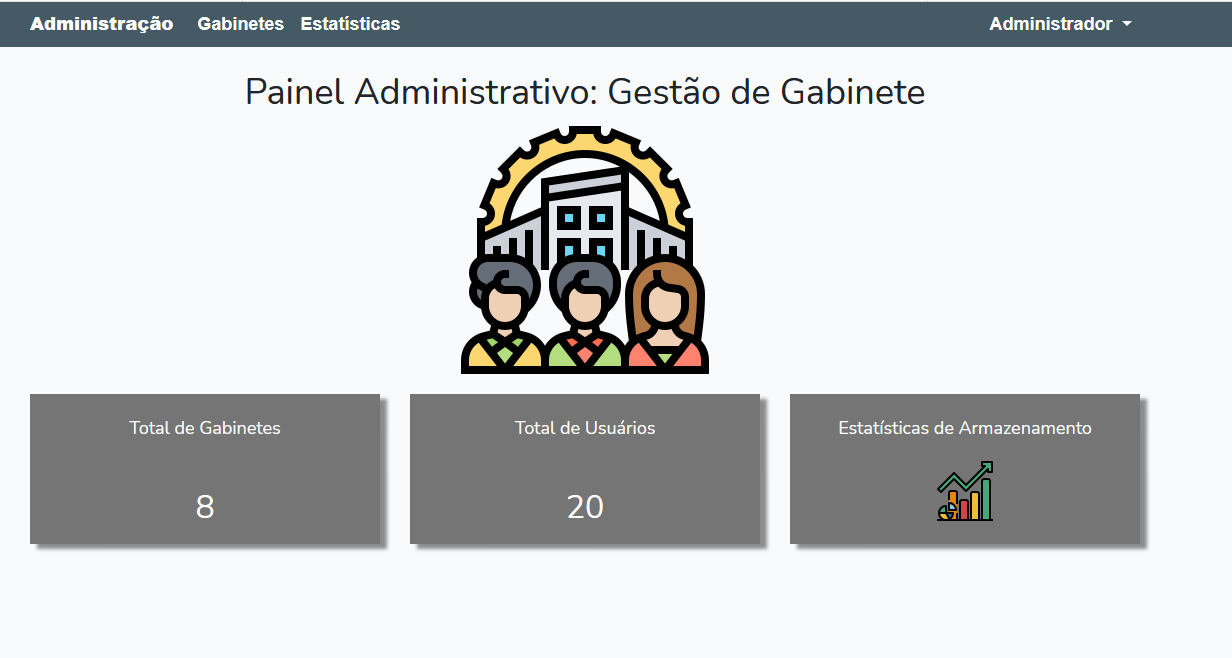 Administração Gabinetes Estatísticas Administrador
Painel Administrativo: Gestão de Gabinete
Total de Gabinetes
8
Total de Usuários
20
Estatísticas de Armazenamento